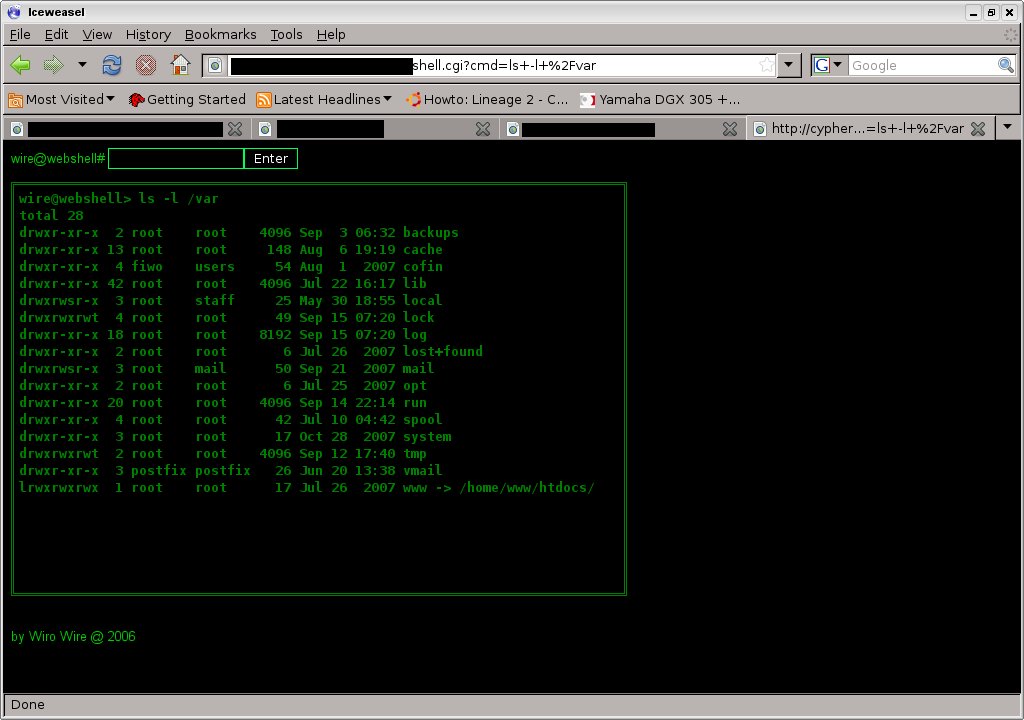 Iceweasel
File Edit View History Bookmarks Tools Help
shell.cgi?cmd=ls+-l+%2Fvar
G Google
Most Visited Getting Started Latest Headlines Howto: Lineage 2 - C... Yamaha DGX 305 +...
http://cypher...=ls+-l+%2Fvar
wire@webshell# Enter
wire@webshell> ls -l /var
total 28
drwxr-xr-x  2 root    root    4096 Sep  3 06:32 backups
drwxr-xr-x 13 root    root     148 Aug  6 19:19 cache
drwxr-xr-x  4 fiwo    users     54 Aug  1  2007 cofin
drwxr-xr-x 42 root    root    4096 Jul 22 16:17 lib
drwxrwsr-x  3 root    staff     25 May 30 18:55 local
drwxrwxrwt  4 root    root      49 Sep 15 07:20 lock
drwxr-xr-x 18 root    root    8192 Sep 15 07:20 log
drwxr-xr-x  2 root    root       6 Jul 26  2007 lost+found
drwxrwsr-x  3 root    mail      50 Sep 21  2007 mail
drwxr-xr-x  2 root    root       6 Jul 25  2007 opt
drwxr-xr-x 20 root    root    4096 Sep 14 22:14 run
drwxr-xr-x  4 root    root      42 Jul 10 04:42 spool
drwxr-xr-x  3 root    root      17 Oct 28  2007 system
drwxrwxrwt  2 root    root    4096 Sep 12 17:40 tmp
drwxr-xr-x  3 postfix postfix   26 Jun 20 13:38 vmail
lrwxrwxrwx  1 root    root      17 Jul 26  2007 www -> /home/www/htdocs/
by Wiro Wire @ 2006
Done